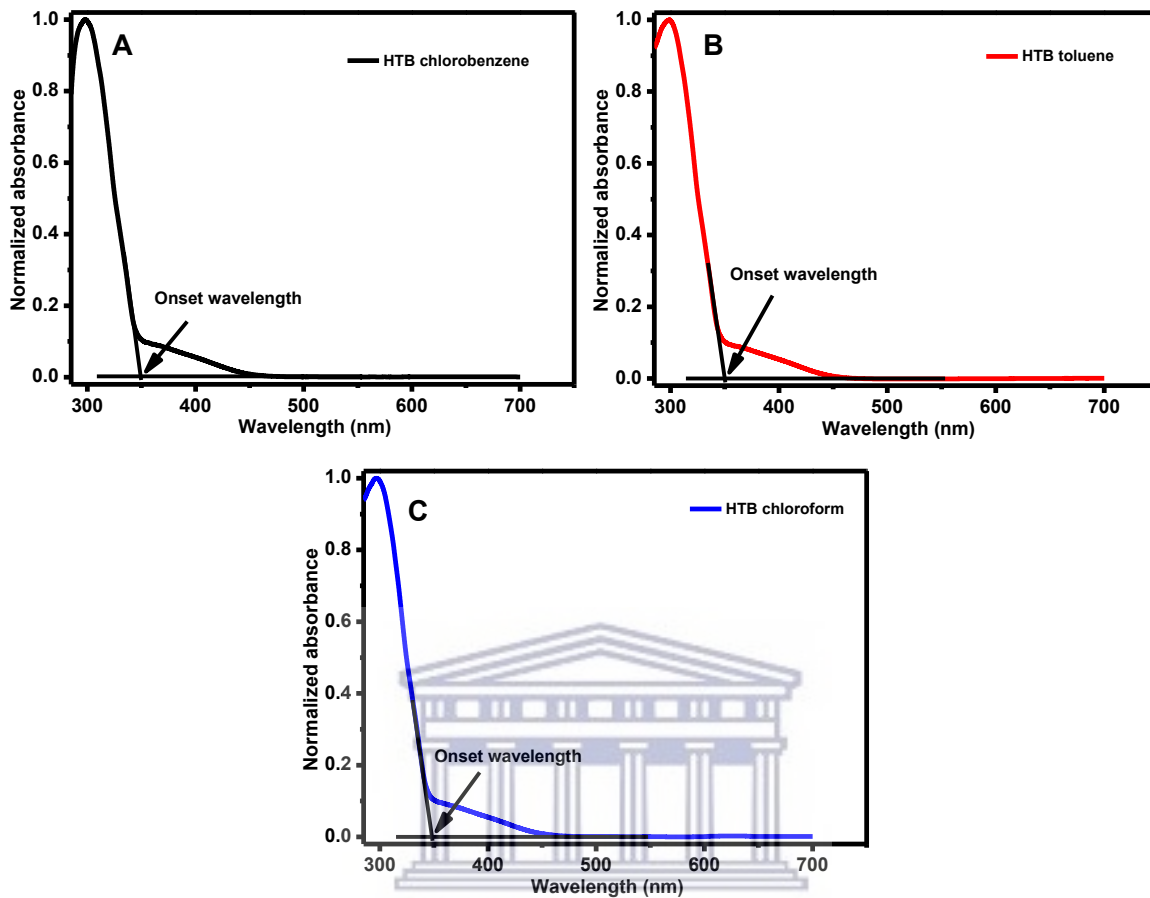 A
HTB chlorobenzene
1.0
0.8
0.6
0.4
0.2
0.0
Normalized absorbance
Onset wavelength
300 400 500 600 700
Wavelength (nm)
B
HTB toluene
1.0
0.8
0.6
0.4
0.2
0.0
Normalized absorbance
Onset wavelength
300 400 500 600 700
Wavelength (nm)
C
HTB chloroform
1.0
0.8
0.6
0.4
0.2
0.0
Normalized absorbance
Onset wavelength
300 400 500 600 700
Wavelength (nm)